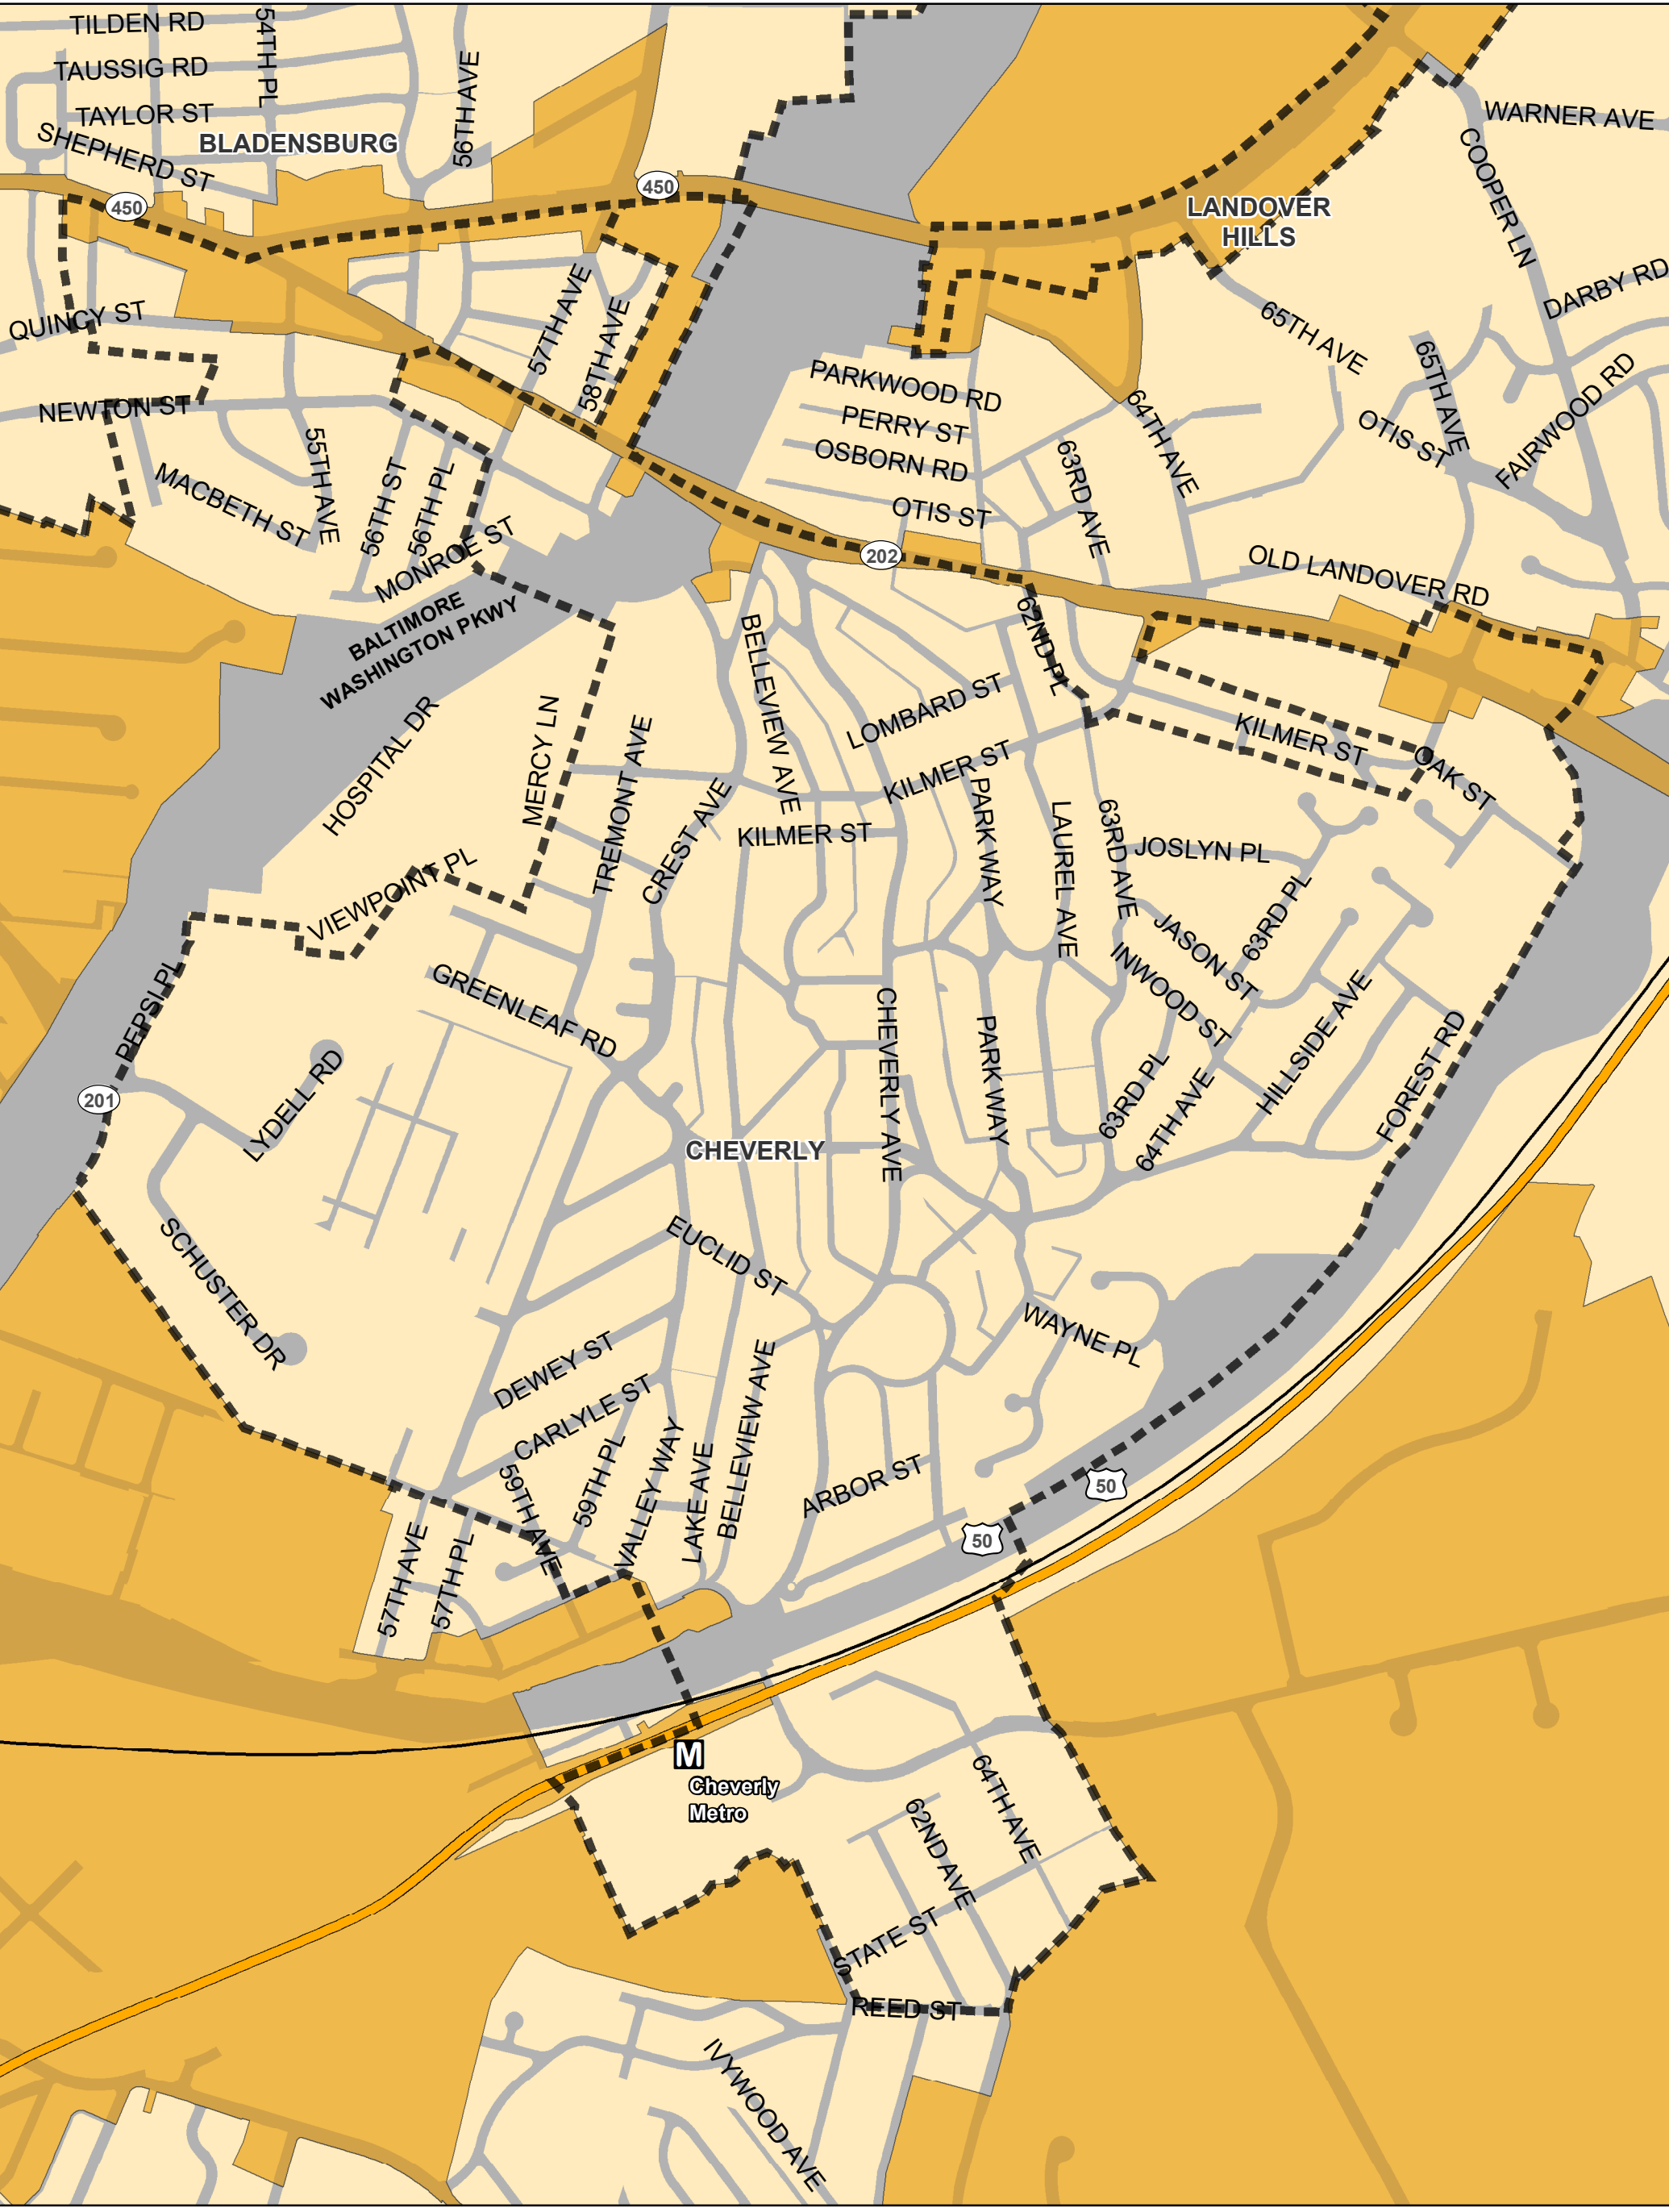 TILDEN RD
54TH PL
TAUSSIG RD
56TH AVE
TAYLOR ST
WARNER AVE
SHEPHERD ST
BLADENSBURG
COOPER LN
450
450
LANDOVER
HILLS
DARBY RD
QUINCY ST
57TH AVE
58TH AVE
65TH AVE
65TH AVE
PARKWOOD RD
NEWTON ST
PERRY ST
64TH AVE
OTIS ST
FAIRWOOD RD
55TH AVE
OSBORN RD
63RD AVE
MACBETH ST
56TH ST
56TH PL
OTIS ST
MONROE ST
202
OLD LANDOVER RD
BALTIMORE
WASHINGTON PKWY
62ND PL
BELLEVIEW AVE
LOMBARD ST
HOSPITAL DR
MERCY LN
TREMONT AVE
KILMER ST
KILMER ST
OAK ST
CREST AVE
KILMER ST
PARK WAY
LAUREL AVE
63RD AVE
JOSLYN PL
VIEWPOINT PL
63RD PL
JASON ST
INWOOD ST
PEPSI PL
GREENLEAF RD
CHEVERLY AVE
PARK WAY
HILLSIDE AVE
FOREST RD
LYDELL RD
201
63RD PL
64TH AVE
CHEVERLY
SCHUSTER DR
EUCLID ST
WAYNE PL
DEWEY ST
BELLEVIEW AVE
CARLYLE ST
59TH AVE
59TH PL
VALLEY WAY
LAKE AVE
ARBOR ST
50
50
57TH AVE
57TH PL
M
Cheverly
Metro
64TH AVE
62ND AVE
STATE ST
REED ST
IVYWOOD AVE